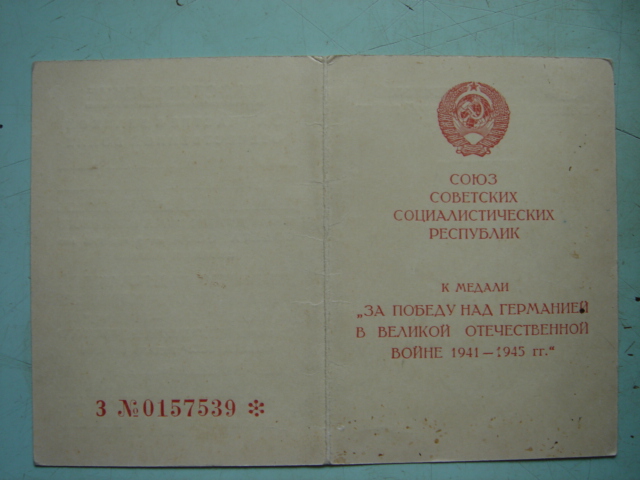 З №0157539 *
СОЮЗ
СОВЕТСКИХ
СОЦИАЛИСТИЧЕСКИХ
РЕСПУБЛИК
К МЕДАЛИ
„ЗА ПОБЕДУ НАД ГЕРМАНИЕЙ
В ВЕЛИКОЙ ОТЕЧЕСТВЕННОЙ
ВОЙНЕ 1941—1945 гг.“